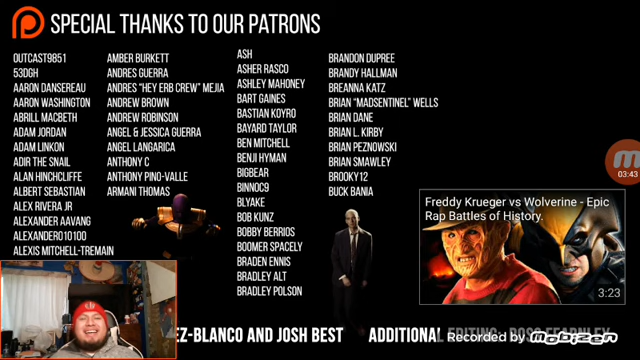 SPECIAL THANKS TO OUR PATRONS
OUTCAST9851
53DGH
AARON DANSEREAU
AARON WASHINGTON
ABRILL MACBETH
ADAM JORDAN
ADAM LINKON
ADIR THE SNAIL
ALAN HINCHCLIFFE
ALBERT SEBASTIAN
ALEX RIVERA JR
ALEXANDER AAVANG
ALEXANDER010100
ALEXIS MITCHELL-TREMAIN
AMBER BURKETT
ANDRES GUERRA
ANDRES "HEY ERB CREW" MEJIA
ANDREW BROWN
ANDREW ROBINSON
ANGEL & JESSICA GUERRA
ANGEL LANGARICA
ANTHONY C
ANTHONY PINO-VALLE
ARMANI THOMAS
ASH
ASHER RASCO
ASHLEY MAHONEY
BART GAINES
BASTIAN KOYRO
BAYARD TAYLOR
BEN MITCHELL
BENJI HYMAN
BIGBEAR
BINNOC9
BLYAKE
BOB KUNZ
BOBBY BERRIOS
BOOMER SPACELY
BRADEN ENNIS
BRADLEY ALT
BRADLEY POLSON
BRANDON DUPREE
BRANDY HALLMAN
BREANNA KATZ
BRIAN "MADSENTINEL" WELLS
BRIAN DANE
BRIAN L. KIRBY
BRIAN PEZNOWSKI
BRIAN SMAWLEY
BROOKY12
BUCK BANIA
03:43
Freddy Krueger vs Wolverine - Epic
Rap Battles of History.
3:23
EZ-BLANCO AND JOSH BEST ADDITIONAL EDITING: ROSS FEARNLEY
Recorded by Mobizen